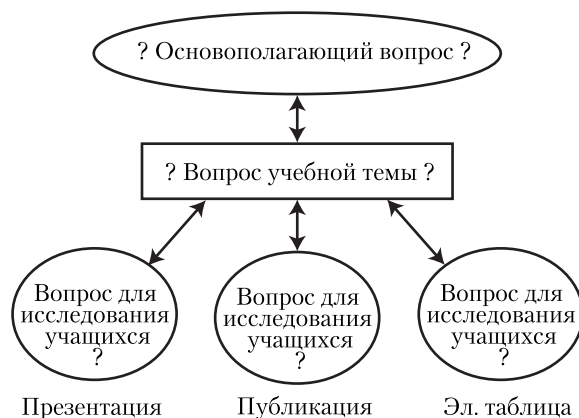 ? Основополагающий вопрос ?
? Вопрос учебной темы ?
Вопрос для
исследования
учащихся
?
Вопрос для
исследования
учащихся
?
Вопрос для
исследования
учащихся
?
Презентация
Публикация
Эл. таблица